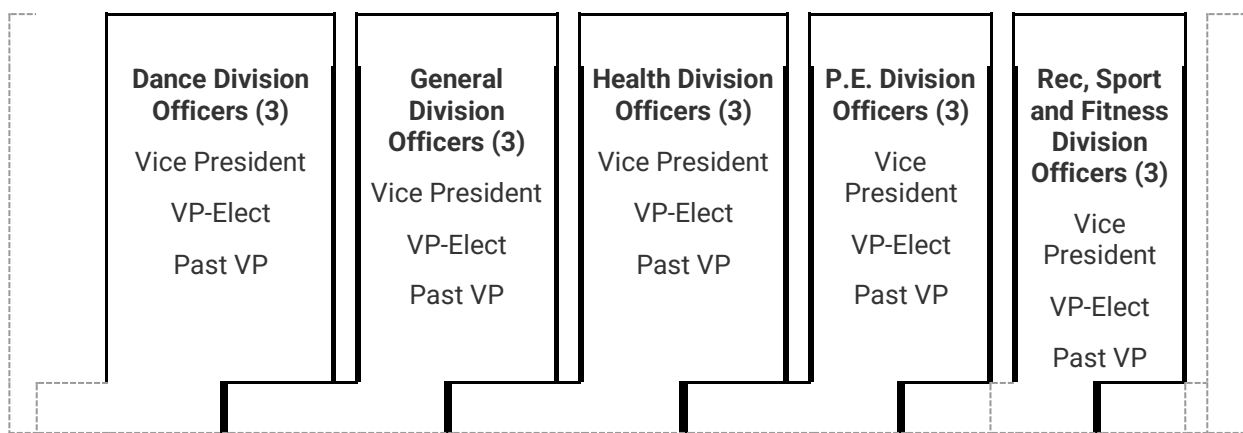 Dance Division
Officers (3)
Vice President
VP-Elect
Past VP
General
Division
Officers (3)
Vice President
VP-Elect
Past VP
Health Division
Officers (3)
Vice President
VP-Elect
Past VP
P.E. Division
Officers (3)
Vice
President
VP-Elect
Past VP
Rec, Sport
and Fitness
Division
Officers (3)
Vice
President
VP-Elect
Past VP